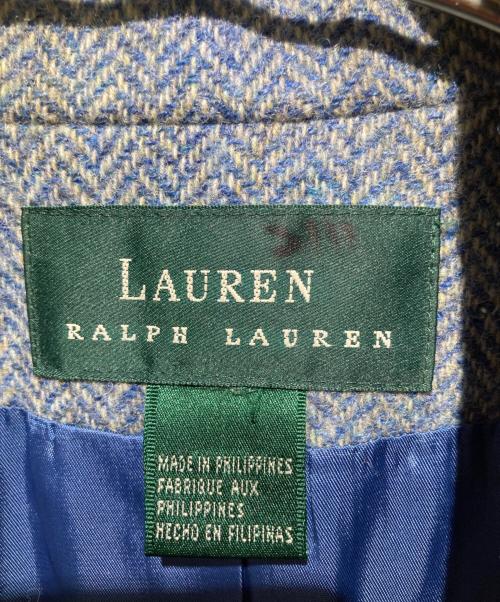 LAUREN
RALPH LAUREN
MADE IN PHILIPPINES
FABRIQUE AUX
PHILIPPINES
HECHO EN FILIPINAS